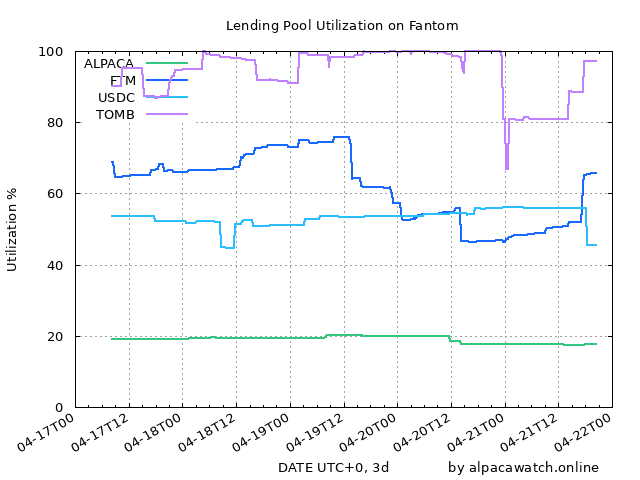 Lending Pool Utilization on Fantom
100
80
60
40
20
0
Utilization %
ALPACA
FTM
USDC
TOMB
04-17T00
04-17T12
04-18T00
04-18T12
04-19T00
04-19T12
04-20T00
04-20T12
04-21T00
04-21T12
04-22T00
DATE UTC+0, 3d
by alpacawatch.online